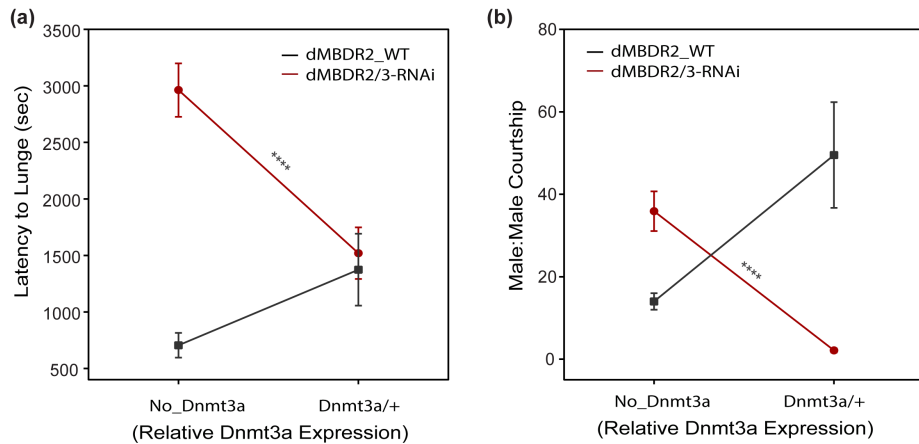 (a)
3500
3000
2500
2000
1500
1000
500
Latency to Lunge (sec)
dMBDR2_WT
dMBDR2/3-RNAi
****
No_Dnmt3a Dnmt3a/+
(Relative Dnmt3a Expression)
(b)
80
60
40
20
0
Male:Male Courtship
dMBDR2_WT
dMBDR2/3-RNAi
****
No_Dnmt3a Dnmt3a/+
(Relative Dnmt3a Expression)